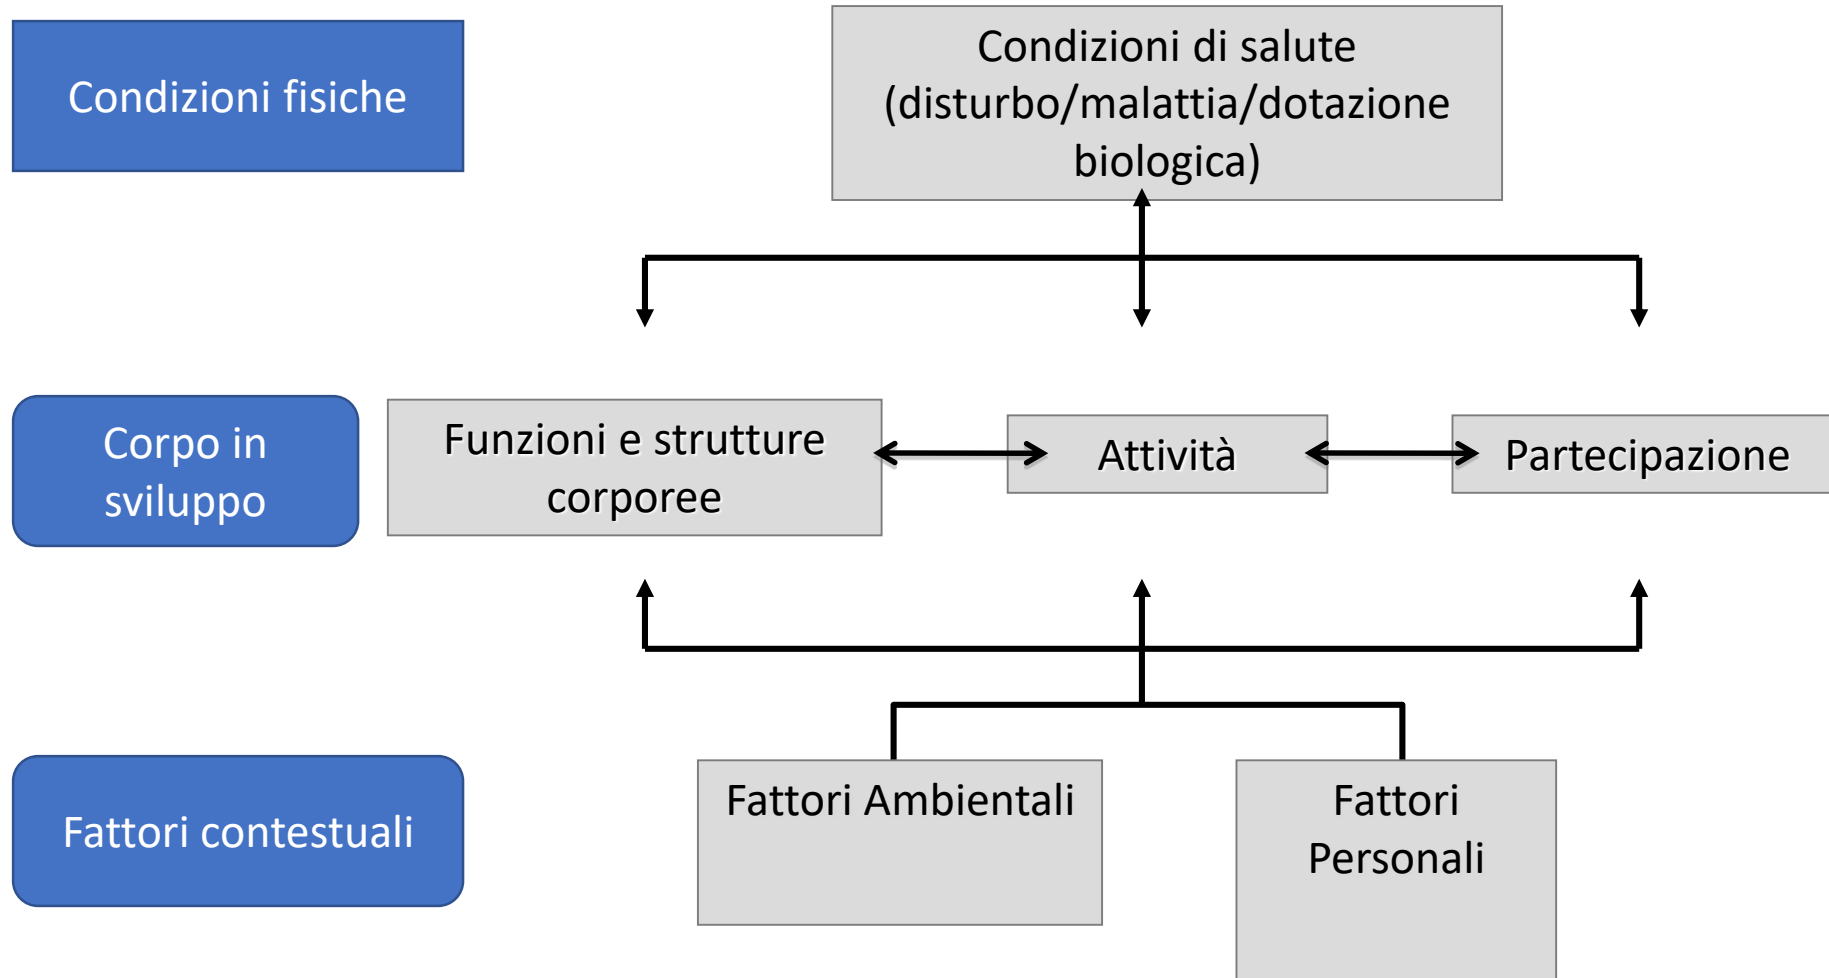 Condizioni fisiche
Condizioni di salute
(disturbo/malattia/dotazione
biologica)
Corpo in
sviluppo
Funzioni e strutture
corporee
Attività
Partecipazione
Fattori contestuali
Fattori Ambientali
Fattori
Personali